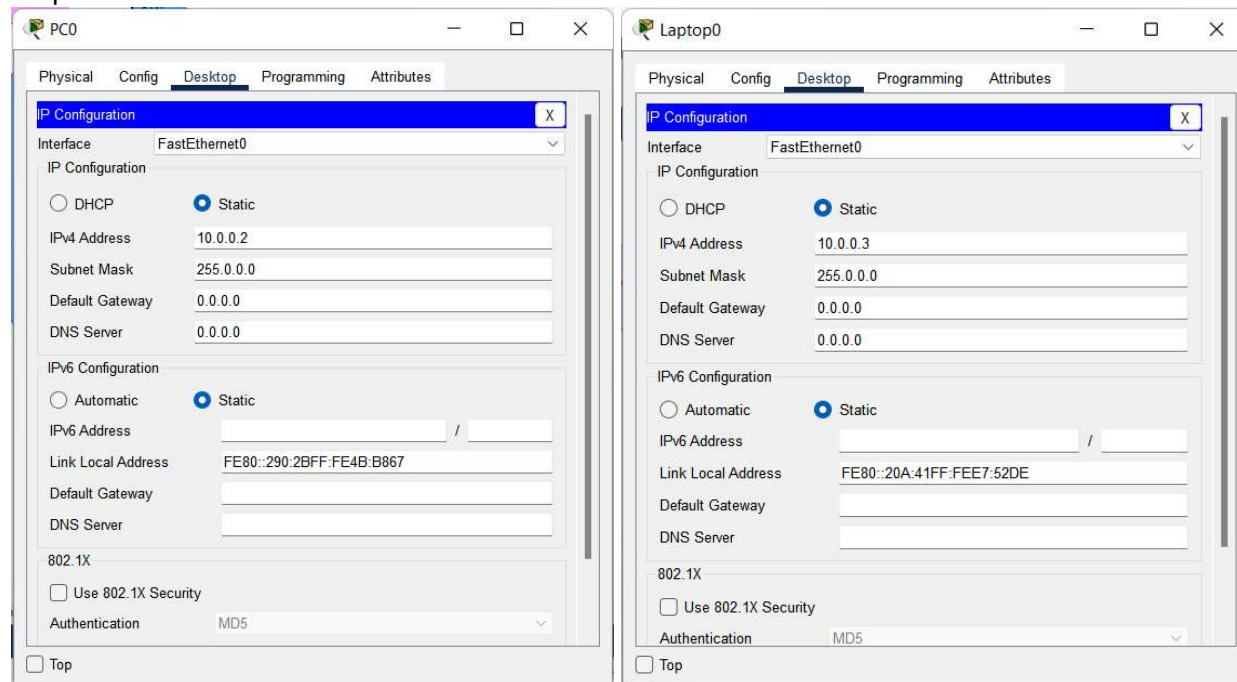 PC0
Physical Config Desktop Programming Attributes
IP Configuration X
Interface FastEthernet0
IP Configuration
DHCP Static
IPv4 Address 10.0.0.2
Subnet Mask 255.0.0.0
Default Gateway 0.0.0.0
DNS Server 0.0.0.0
IPv6 Configuration
Automatic Static
IPv6 Address /
Link Local Address FE80::290:2BFF:FE4B:B867
Default Gateway
DNS Server
802.1X
Use 802.1X Security
Authentication MD5
Top
Laptop0
Physical Config Desktop Programming Attributes
IP Configuration X
Interface FastEthernet0
IP Configuration
DHCP Static
IPv4 Address 10.0.0.3
Subnet Mask 255.0.0.0
Default Gateway 0.0.0.0
DNS Server 0.0.0.0
IPv6 Configuration
Automatic Static
IPv6 Address /
Link Local Address FE80::20A:41FF:FEE7:52DE
Default Gateway
DNS Server
802.1X
Use 802.1X Security
Authentication MD5
Top